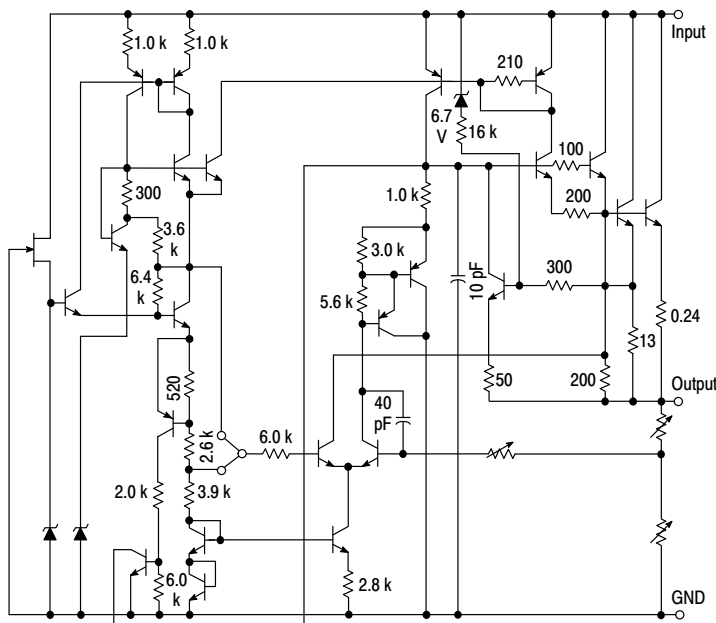 Input
1.0 k
1.0 k
210
6.7
V
16 k
100
300
1.0 k
200
3.6
k
3.0 k
10 pF
300
6.4
k
5.6 k
0.24
13
520
50
200
Output
40
pF
2.6 k
6.0 k
2.0 k
3.9 k
6.0
k
2.8 k
GND